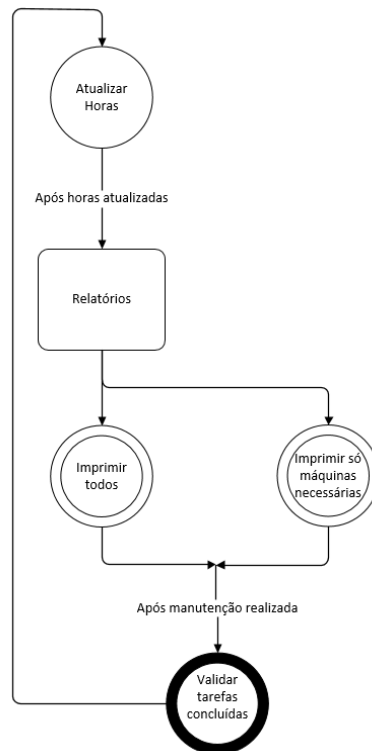 Atualizar
Horas
Após horas atualizadas
Relatórios
Imprimir
todos
Imprimir só
máquinas
necessárias
Após manutenção realizada
Validar
tarefas
concluídas